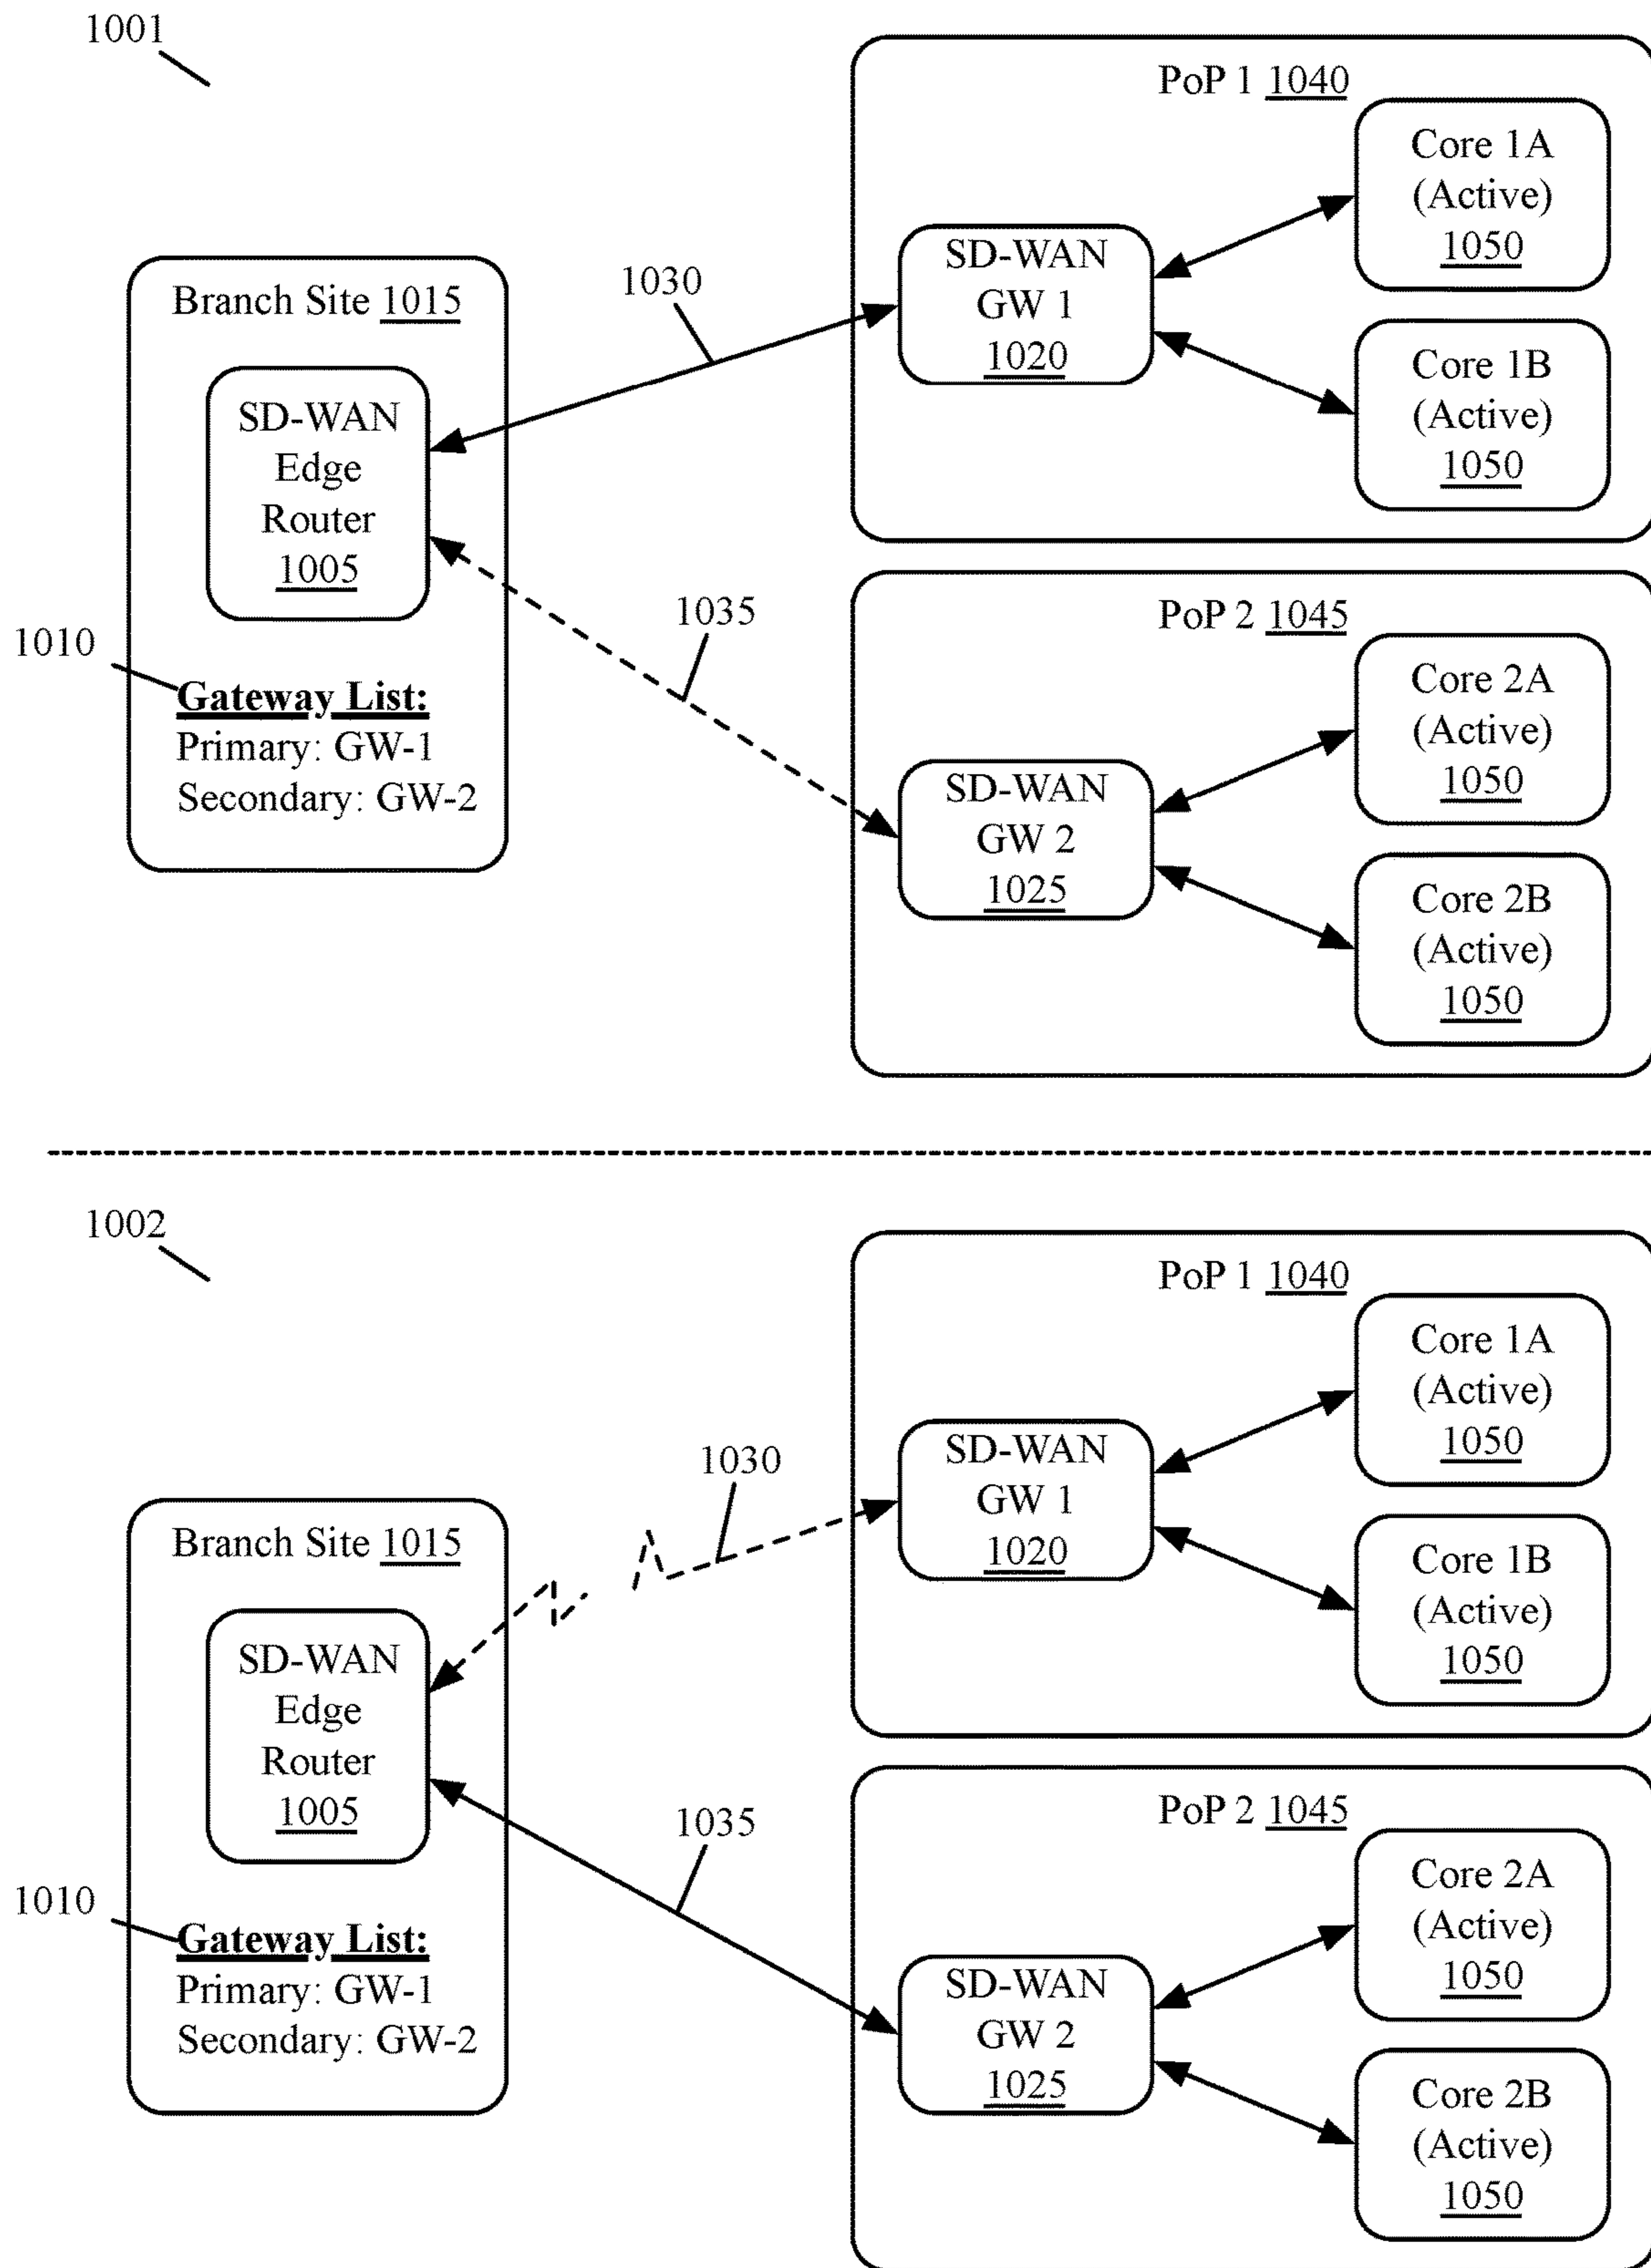 1001
PoP 1 1040
Core 1A
(Active)
1050
SD-WAN
GW 1
1020
Core 1B
(Active)
1050
1030
Branch Site 1015
SD-WAN
Edge
Router
1005
1010
Gateway List:
Primary: GW-1
Secondary: GW-2
1035
PoP 2 1045
Core 2A
(Active)
1050
SD-WAN
GW 2
1025
Core 2B
(Active)
1050
1002
PoP 1 1040
Core 1A
(Active)
1050
SD-WAN
GW 1
1020
Core 1B
(Active)
1050
1030
Branch Site 1015
SD-WAN
Edge
Router
1005
1010
Gateway List:
Primary: GW-1
Secondary: GW-2
1035
PoP 2 1045
Core 2A
(Active)
1050
SD-WAN
GW 2
1025
Core 2B
(Active)
1050